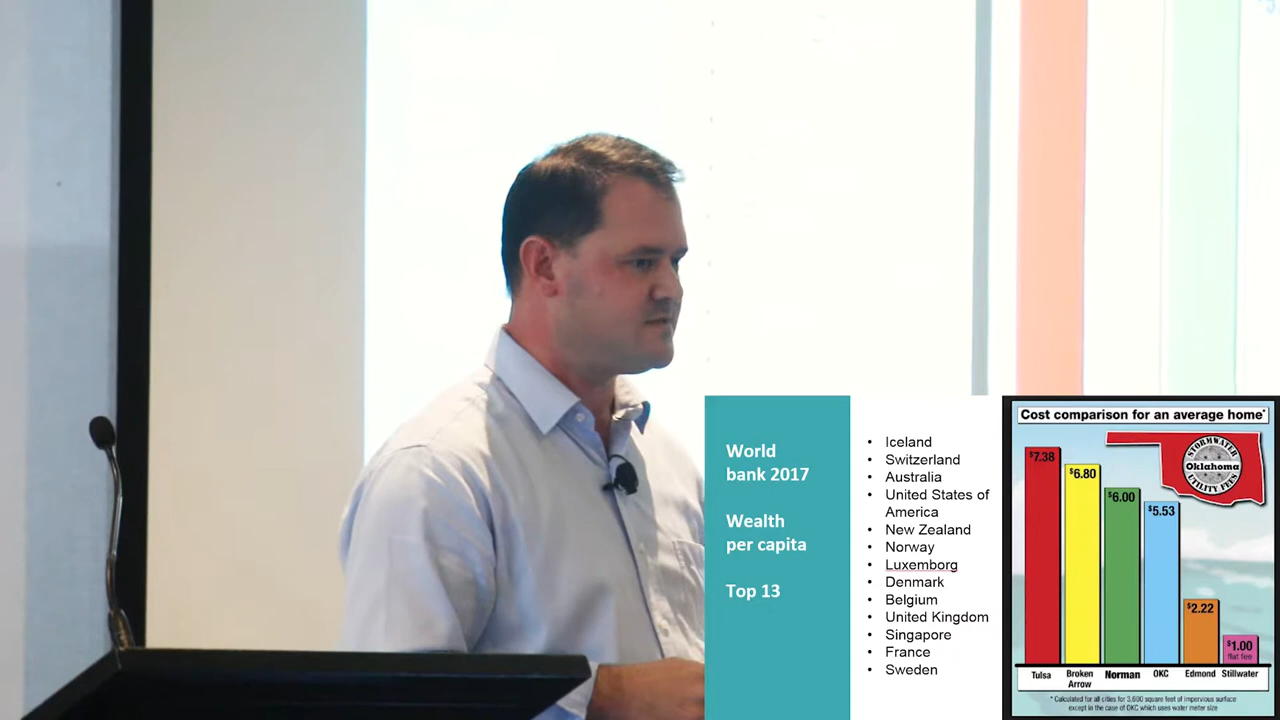 World
bank 2017
Wealth
per capita
Top 13
• Iceland
• Switzerland
• Australia
• United States of
America
• New Zealand
• Norway
• Luxemborg
• Denmark
• Belgium
• United Kingdom
• Singapore
• France
• Sweden
Cost comparison for an average home*
STORMWATER
Oklahoma
UTILITY FEES
$7.38
$6.80
$6.00
$5.53
$2.22
$1.00
flat fee
Tulsa
Broken
Arrow
Norman
OKC
Edmond
Stillwater
* Calculated for all cities for 3,600 square feet of impervious surface
except in the case of OKC which uses water meter size